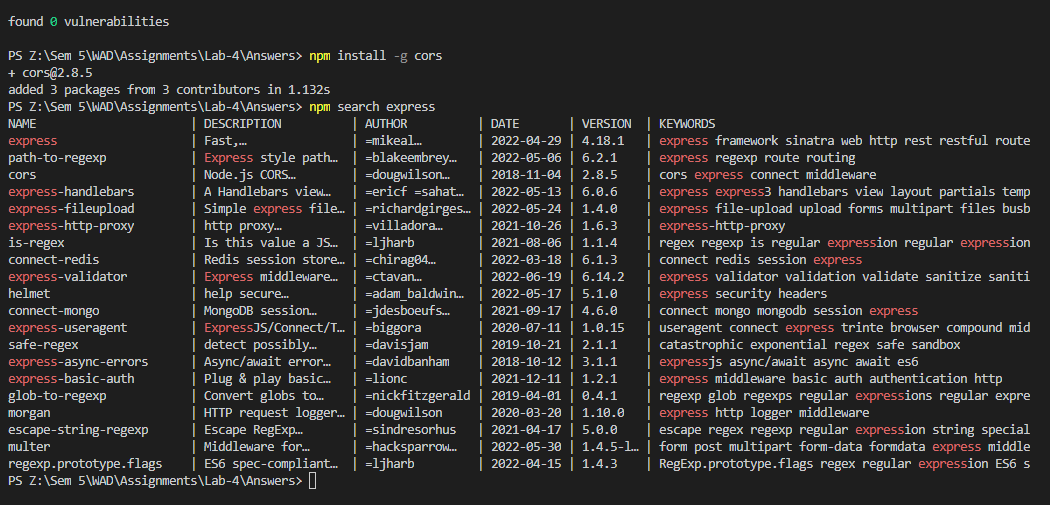 found 0 vulnerabilities
PS Z:\Sem 5\WAD\Assignments\Lab-4\Answers> npm install -g cors
+ cors@2.8.5
added 3 packages from 3 contributors in 1.132s
PS Z:\Sem 5\WAD\Assignments\Lab-4\Answers> npm search express
NAME | DESCRIPTION | AUTHOR | DATE | VERSION | KEYWORDS
express | Fast,… | =mikeal… | 2022-04-29 | 4.18.1 | express framework sinatra web http rest restful route
path-to-regexp | Express style path… | =blakeembrey… | 2022-05-06 | 6.2.1 | express regexp route routing
cors | Node.js CORS… | =dougwilson… | 2018-11-04 | 2.8.5 | cors express connect middleware
express-handlebars | A Handlebars view… | =ericf =sahat… | 2022-05-13 | 6.0.6 | express express3 handlebars view layout partials temp
express-fileupload | Simple express file… | =richardgirges… | 2022-05-24 | 1.4.0 | express file-upload upload forms multipart files busb
express-http-proxy | http proxy… | =villadora… | 2021-10-26 | 1.6.3 | express-http-proxy
is-regex | Is this value a JS… | =ljharb | 2021-08-06 | 1.1.4 | regex regexp is regular expression regular expression
connect-redis | Redis session store… | =chirag04… | 2022-03-18 | 6.1.3 | connect redis session express
express-validator | Express middleware… | =ctavan… | 2022-06-19 | 6.14.2 | express validator validation validate sanitize saniti
helmet | help secure… | =adam_baldwin… | 2022-05-17 | 5.1.0 | express security headers
connect-mongo | MongoDB session… | =jdesboeufs… | 2021-09-17 | 4.6.0 | connect mongo mongodb session express
express-useragent | ExpressJS/Connect/T… | =biggora | 2020-07-11 | 1.0.15 | useragent connect express trinte browser compound mid
safe-regex | detect possibly… | =davisjam | 2019-10-21 | 2.1.1 | catastrophic exponential regex safe sandbox
express-async-errors | Async/await error… | =davidbanham | 2018-10-12 | 3.1.1 | expressjs async/await async await es6
express-basic-auth | Plug & play basic… | =lionc | 2021-12-11 | 1.2.1 | express middleware basic auth authentication http
glob-to-regexp | Convert globs to… | =nickfitzgerald | 2019-04-01 | 0.4.1 | regexp glob regexps regular expressions regular expre
morgan | HTTP request logger… | =dougwilson | 2020-03-20 | 1.10.0 | express http logger middleware
escape-string-regexp | Escape RegExp… | =sindresorhus | 2021-04-17 | 5.0.0 | escape regex regexp regular expression string special
multer | Middleware for… | =hacksparrow… | 2022-05-30 | 1.4.5-l… | form post multipart form-data formdata express middle
regexp.prototype.flags | ES6 spec-compliant… | =ljharb | 2022-04-15 | 1.4.3 | RegExp.prototype.flags regex regular expression ES6 s
PS Z:\Sem 5\WAD\Assignments\Lab-4\Answers>